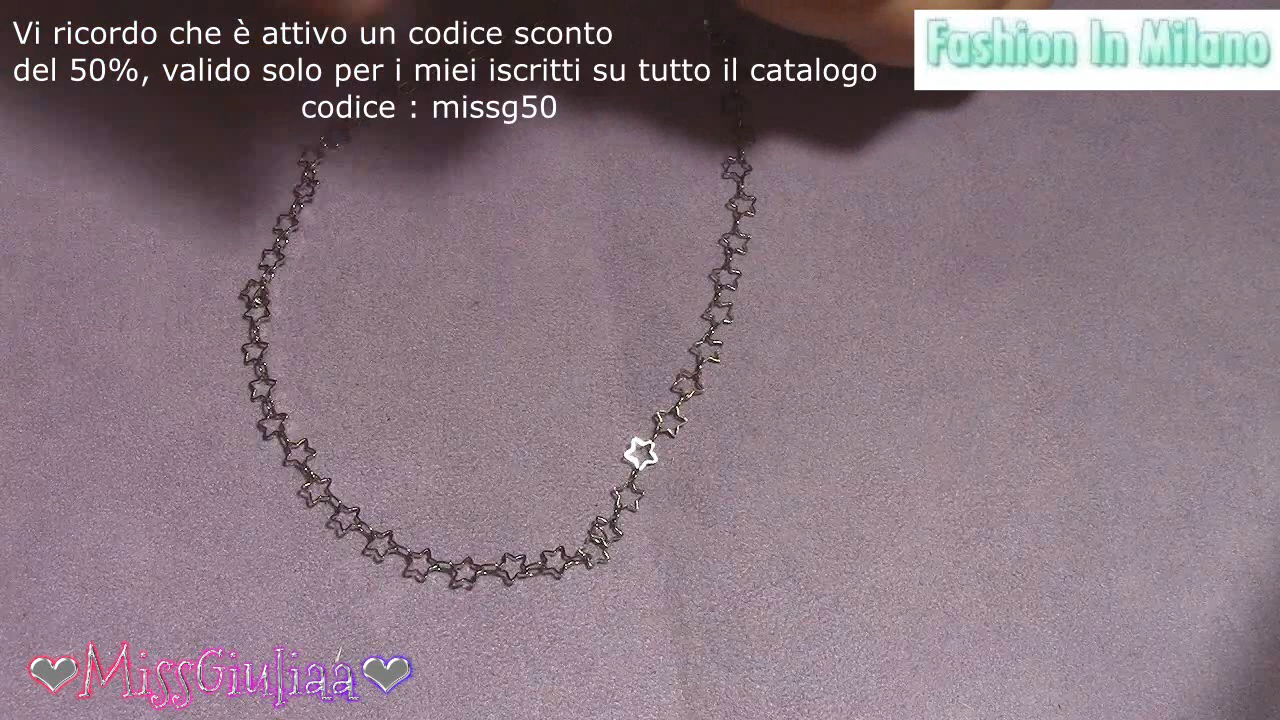 Vi ricordo che è attivo un codice sconto
del 50%, valido solo per i miei iscritti su tutto il catalogo
codice : missg50
Fashion In Milano
MissGiuliaa